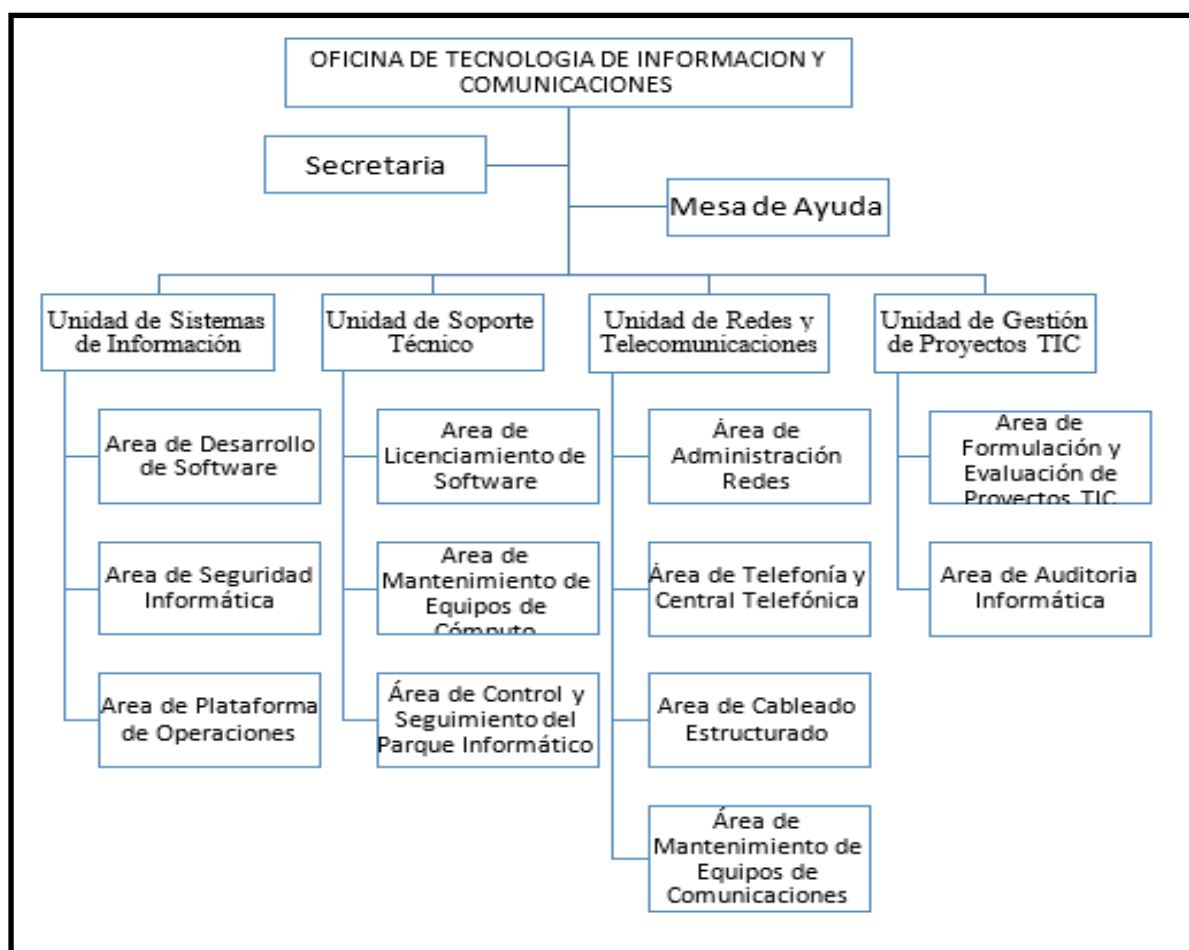 OFICINA DE TECNOLOGIA DE INFORMACION Y
COMUNICACIONES
Secretaria
Mesa de Ayuda
Unidad de Sistemas
de Información
Unidad de Soporte
Técnico
Unidad de Redes y
Telecomunicaciones
Unidad de Gestión
de Proyectos TIC
Area de Desarrollo
de Software
Area de Seguridad
Informática
Area de Plataforma
de Operaciones
Area de
Licenciamiento de
Software
Area de
Mantenimiento de
Equipos de
Cómputo
Área de Control y
Seguimiento del
Parque Informático
Área de
Administración
Redes
Área de Telefonía y
Central Telefónica
Area de Cableado
Estructurado
Área de
Mantenimiento de
Equipos de
Comunicaciones
Area de
Formulación y
Evaluación de
Proyectos TIC
Area de Auditoria
Informática